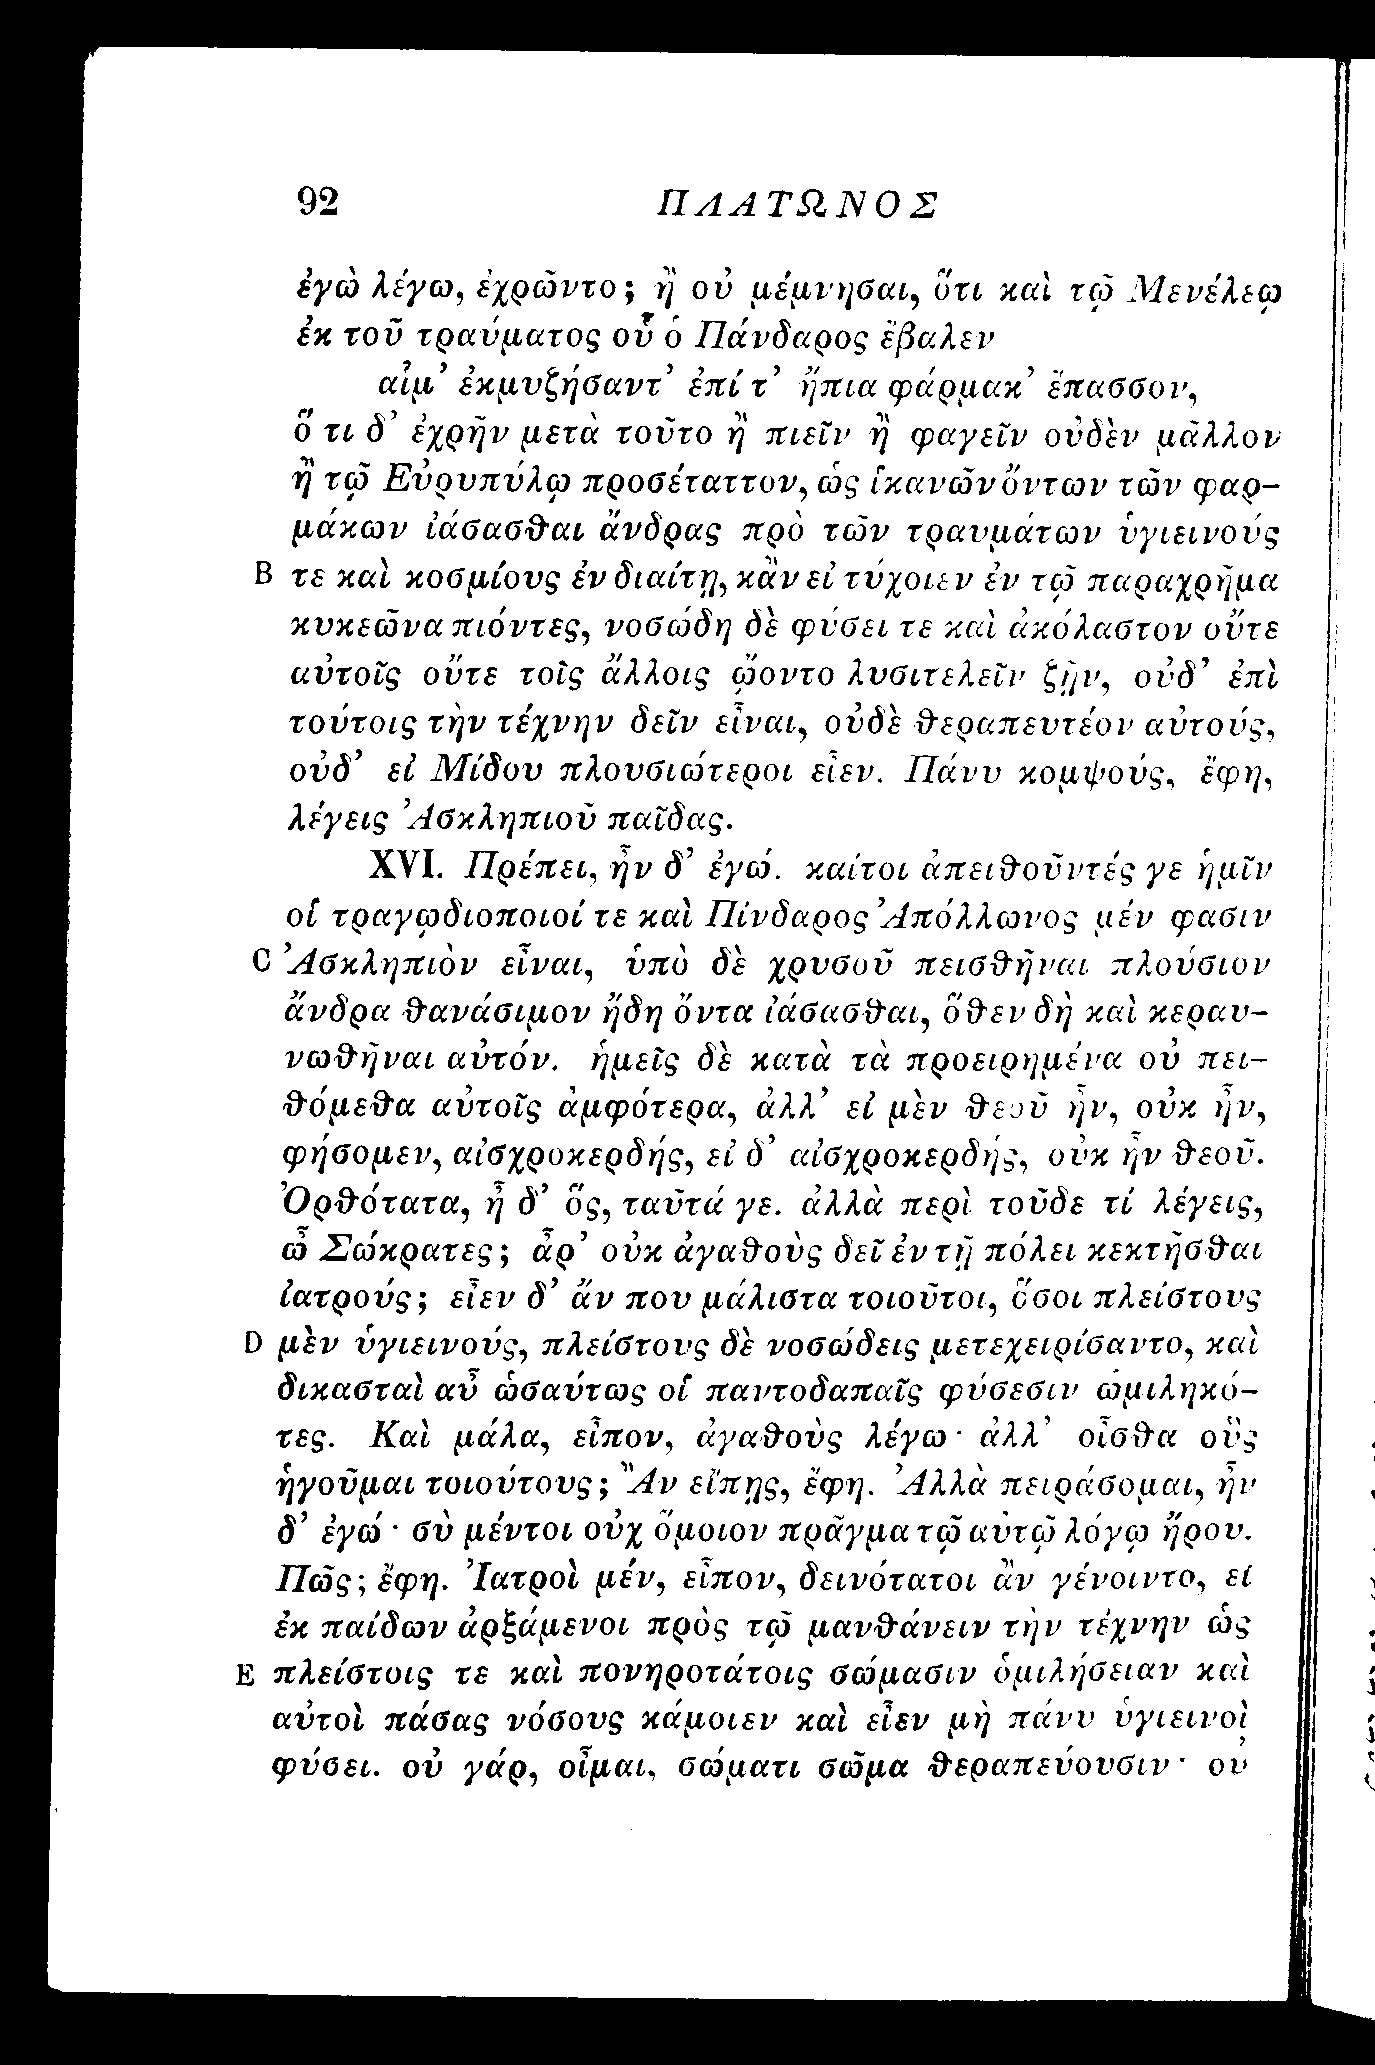 92 ΠΛΑΤΩΝΟΣ
ἐγὼ λέγω, ἐχρῶντο; ἢ οὐ μέμνησαι, ὅτι καὶ τῷ Μενέλεῳ
ἐκ τοῦ τραύματος οὗ ὁ Πάνδαρος ἔβαλεν
αἷμ’ ἐκμυζήσαντ’ ἐπί τ’ ἤπια φάρμακ’ ἔπασσον,
ὅ τι δ’ ἐχρῆν μετὰ τοῦτο ἢ πιεῖν ἢ φαγεῖν οὐδὲν μᾶλλον
ἢ τῷ Εὐρυπύλῳ προσέταττον, ὡς ἱκανῶν ὄντων τῶν φαρ-
μάκων ἰάσασθαι ἄνδρας πρὸ τῶν τραυμάτων ὑγιεινούς
B τε καὶ κοσμίους ἐν διαίτῃ, κἂν εἰ τύχοιεν ἐν τῷ παραχρῆμα
κυκεῶνα πιόντες, νοσώδη δὲ φύσει τε καὶ ἀκόλαστον οὔτε
αὐτοῖς οὔτε τοῖς ἄλλοις ᾤοντο λυσιτελεῖν ζῆν, οὐδ’ ἐπὶ
τούτοις τὴν τέχνην δεῖν εἶναι, οὐδὲ θεραπευτέον αὐτούς,
οὐδ’ εἰ Μίδου πλουσιώτεροι εἶεν. Πάνυ κομψούς, ἔφη,
λέγεις Ἀσκληπιοῦ παῖδας.
XVI. Πρέπει, ἦν δ’ ἐγώ. καίτοι ἀπειθοῦντές γε ἡμῖν
οἱ τραγῳδιοποιοί τε καὶ Πίνδαρος Ἀπόλλωνος μέν φασιν
C Ἀσκληπιὸν εἶναι, ὑπὸ δὲ χρυσοῦ πεισθῆναι πλούσιον
ἄνδρα θανάσιμον ἤδη ὄντα ἰάσασθαι, ὅθεν δὴ καὶ κεραυ-
νωθῆναι αὐτόν. ἡμεῖς δὲ κατὰ τὰ προειρημένα οὐ πει-
θόμεθα αὐτοῖς ἀμφότερα, ἀλλ’ εἰ μὲν θεοῦ ἦν, οὐκ ἦν,
φήσομεν, αἰσχροκερδής, εἰ δ’ αἰσχροκερδής, οὐκ ἦν θεοῦ.
Ὀρθότατα, ἦ δ’ ὅς, ταῦτά γε. ἀλλὰ περὶ τοῦδε τί λέγεις,
ὦ Σώκρατες; ἆρ’ οὐκ ἀγαθοὺς δεῖ ἐν τῇ πόλει κεκτῆσθαι
ἰατρούς; εἶεν δ’ ἄν που μάλιστα τοιοῦτοι, ὅσοι πλείστους
D μὲν ὑγιεινούς, πλείστους δὲ νοσώδεις μετεχειρίσαντο, καὶ
δικασταὶ αὖ ὡσαύτως οἱ παντοδαπαῖς φύσεσιν ὡμιληκό-
τες. Καὶ μάλα, εἶπον, ἀγαθοὺς λέγω· ἀλλ’ οἶσθα οὓς
ἡγοῦμαι τοιούτους; Ἂν εἴπῃς, ἔφη. Ἀλλὰ πειράσομαι, ἦν
δ’ ἐγώ· σὺ μέντοι οὐχ ὅμοιον πρᾶγμα τῷ αὐτῷ λόγῳ ἤρου.
Πῶς; ἔφη. Ἰατροὶ μέν, εἶπον, δεινότατοι ἂν γένοιντο, εἰ
ἐκ παίδων ἀρξάμενοι πρὸς τῷ μανθάνειν τὴν τέχνην ὡς
E πλείστοις τε καὶ πονηροτάτοις σώμασιν ὁμιλήσειαν καὶ
αὐτοὶ πάσας νόσους κάμοιεν καὶ εἶεν μὴ πάνυ ὑγιεινοὶ
φύσει. οὐ γάρ, οἶμαι, σώματι σῶμα θεραπεύουσιν· οὐ